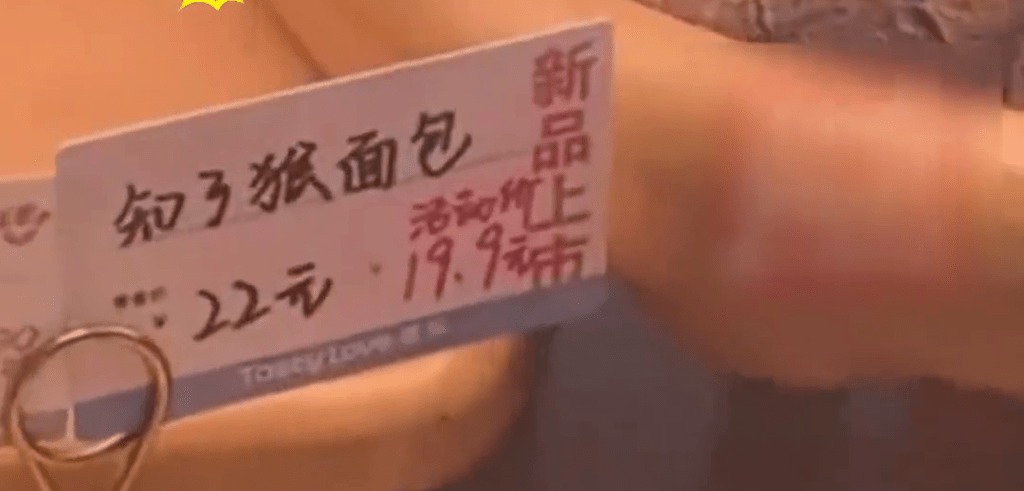 知了猴面包
22元
活动价
19.9元
新品上市
Tasty Love